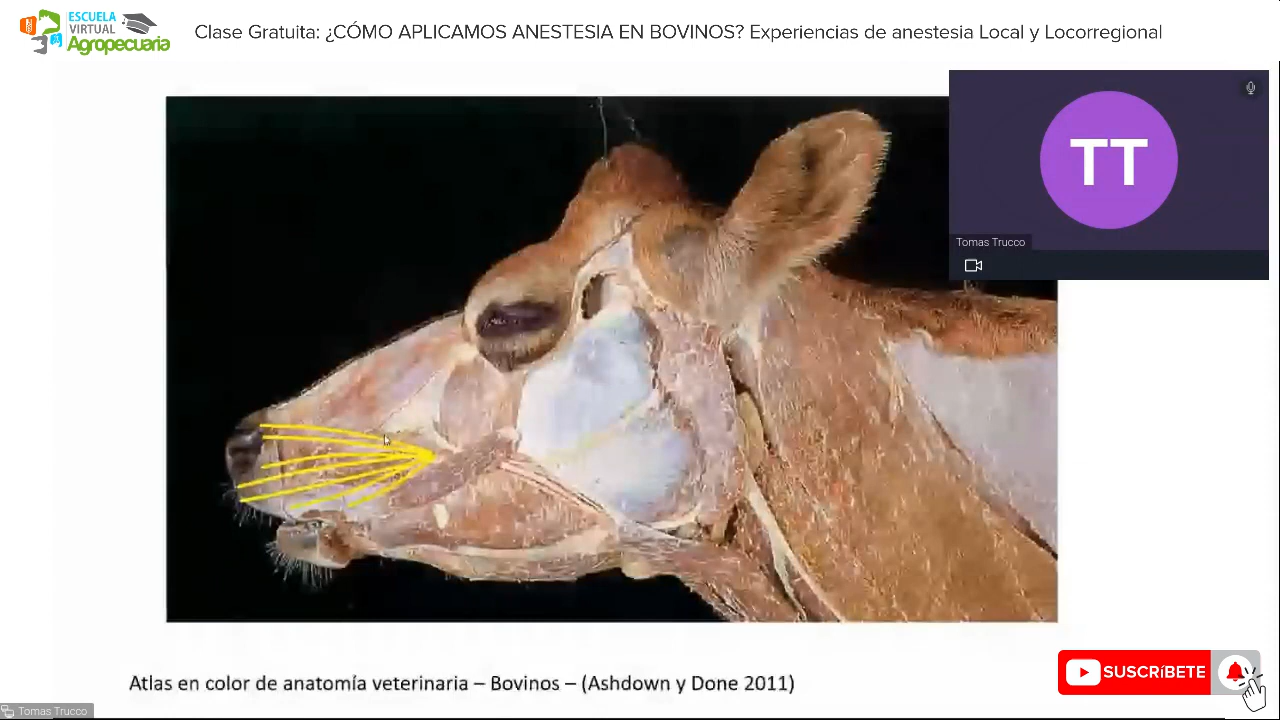 ESCUELA
VIRTUAL
Agropecuaria
Clase Gratuita: ¿CÓMO APLICAMOS ANESTESIA EN BOVINOS? Experiencias de anestesia Local y Locorregional
TT
Tomas Trucco
Atlas en color de anatomía veterinaria – Bovinos – (Ashdown y Done 2011)
SUSCRíBETE
Tomas Trucco